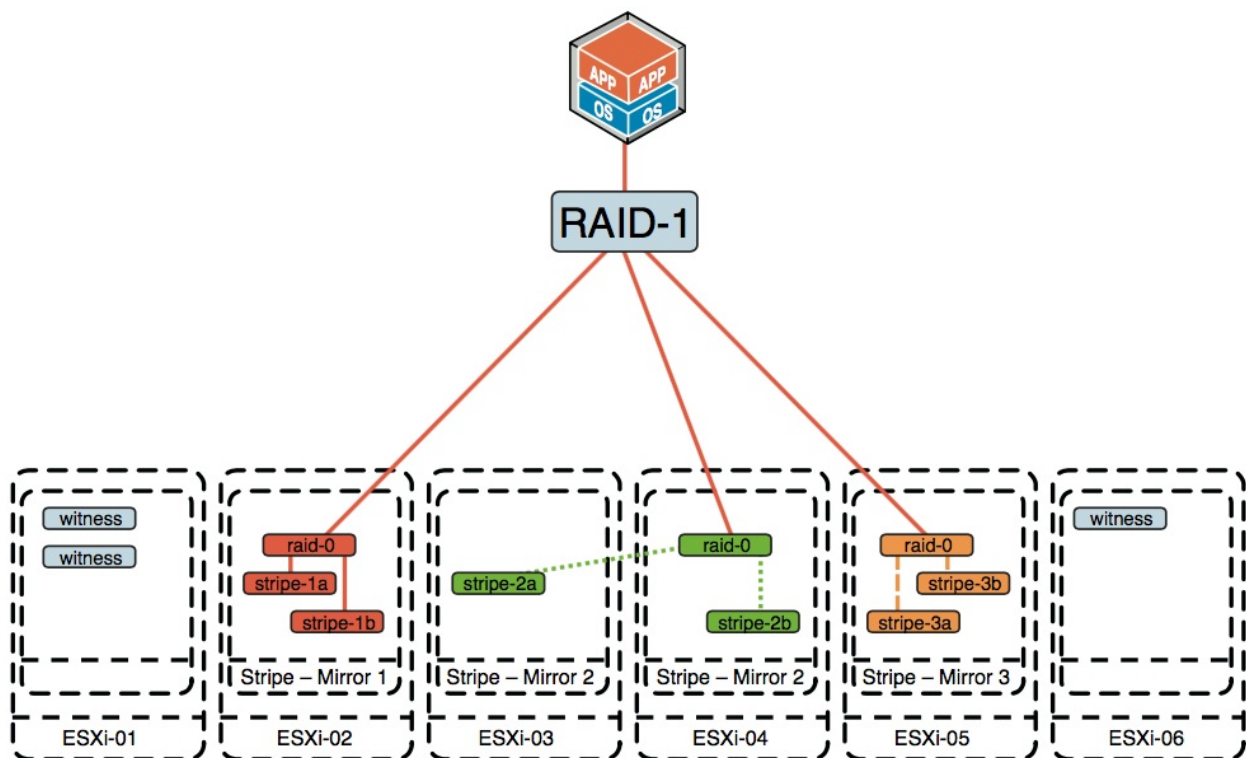 APP APP
OS OS
RAID-1
witness
witness
raid-0
stripe-1a
stripe-1b
Stripe – Mirror 1
stripe-2a
Stripe – Mirror 2
raid-0
stripe-2b
Stripe – Mirror 2
raid-0
stripe-3b
stripe-3a
Stripe – Mirror 3
witness
ESXi-01
ESXi-02
ESXi-03
ESXi-04
ESXi-05
ESXi-06